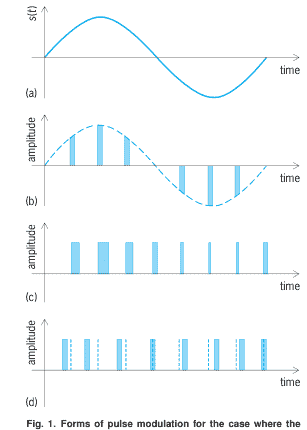 s(t)
time
(a)
amplitude
time
(b)
amplitude
time
(c)
amplitude
time
(d)
Fig. 1. Forms of pulse modulation for the case where the